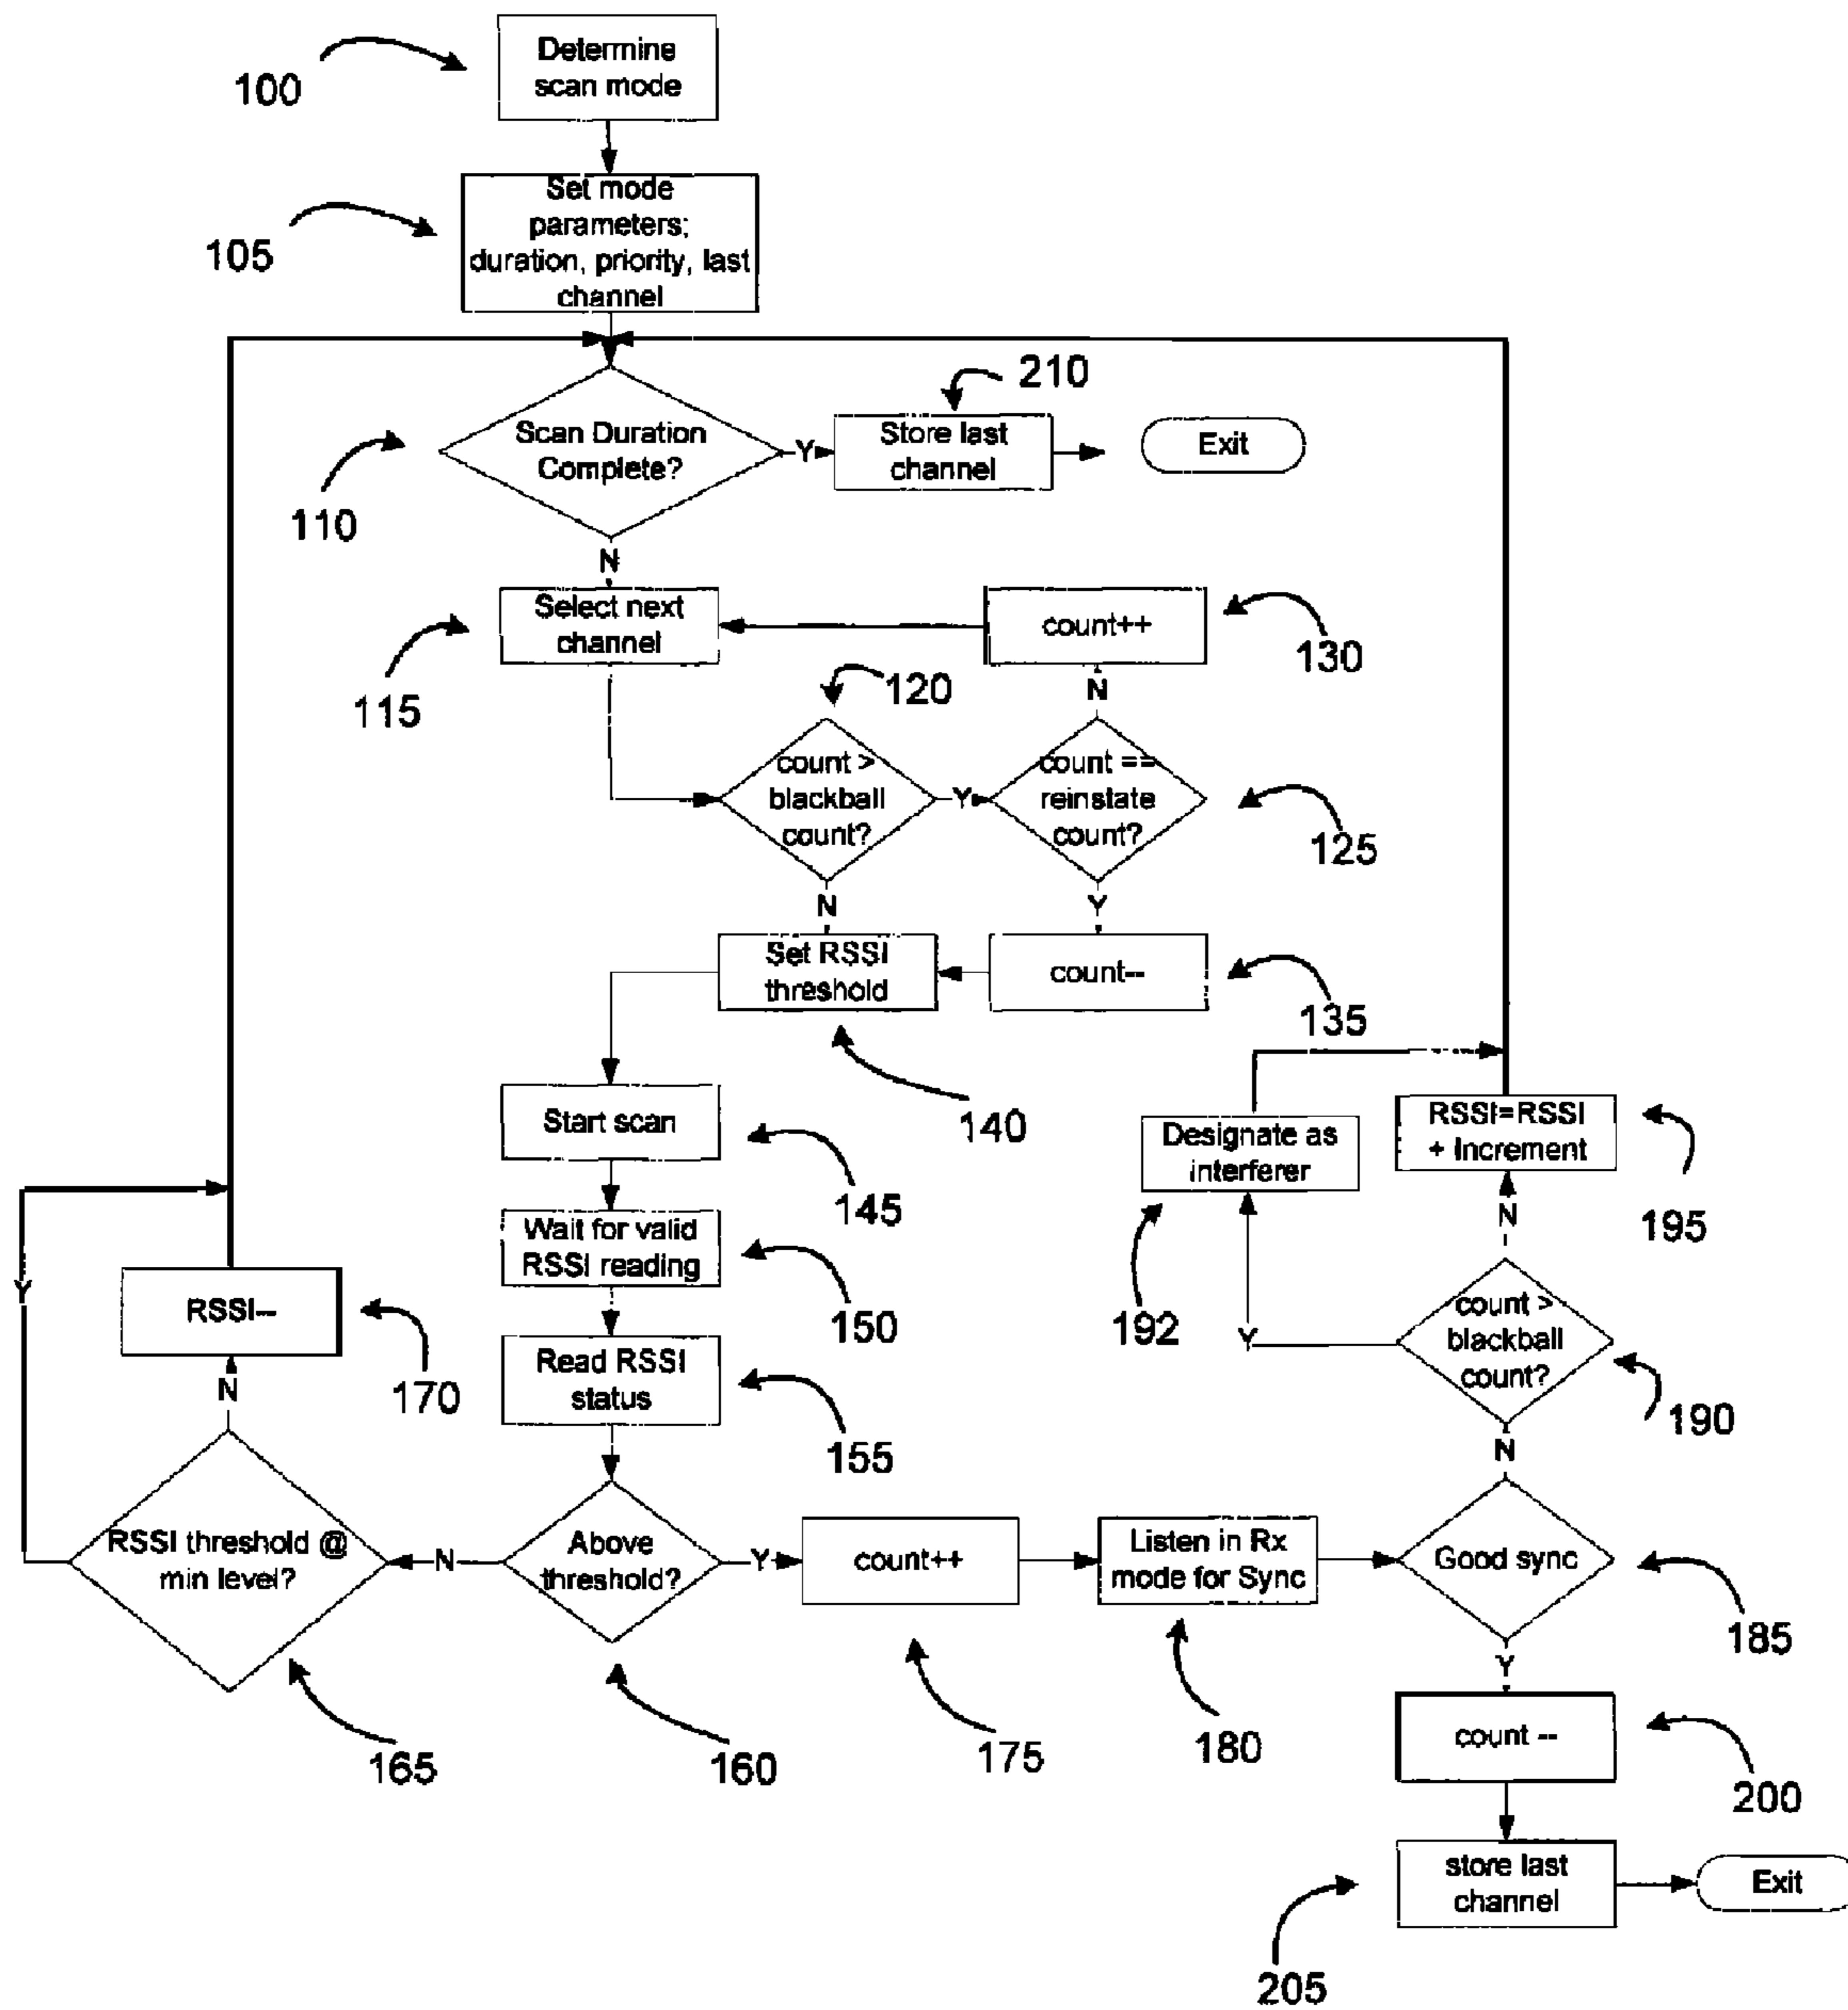 Determine
scan mode
100
Set mode
parameters;
duration, priority, last
channel
105
210
Scan Duration
Complete?
Y
Store last
channel
Exit
110
N
Select next
channel
count++
130
115
120
N
count >
blackball
count?
Y
count ==
reinstate
count?
125
N
Y
Set RSSI
threshold
count--
135
140
Start scan
145
Designate as
interferer
RSSI=RSSI
+ Increment
195
Wait for valid
RSSI reading
150
192
N
Y
RSSI--
170
count >
blackball
count?
190
Y
Read RSSI
status
155
N
N
RSSI threshold @
min level?
N
Above
threshold?
Y
count++
Listen in Rx
mode for Sync
Good sync
185
165
160
175
180
Y
count --
200
store last
channel
Exit
205